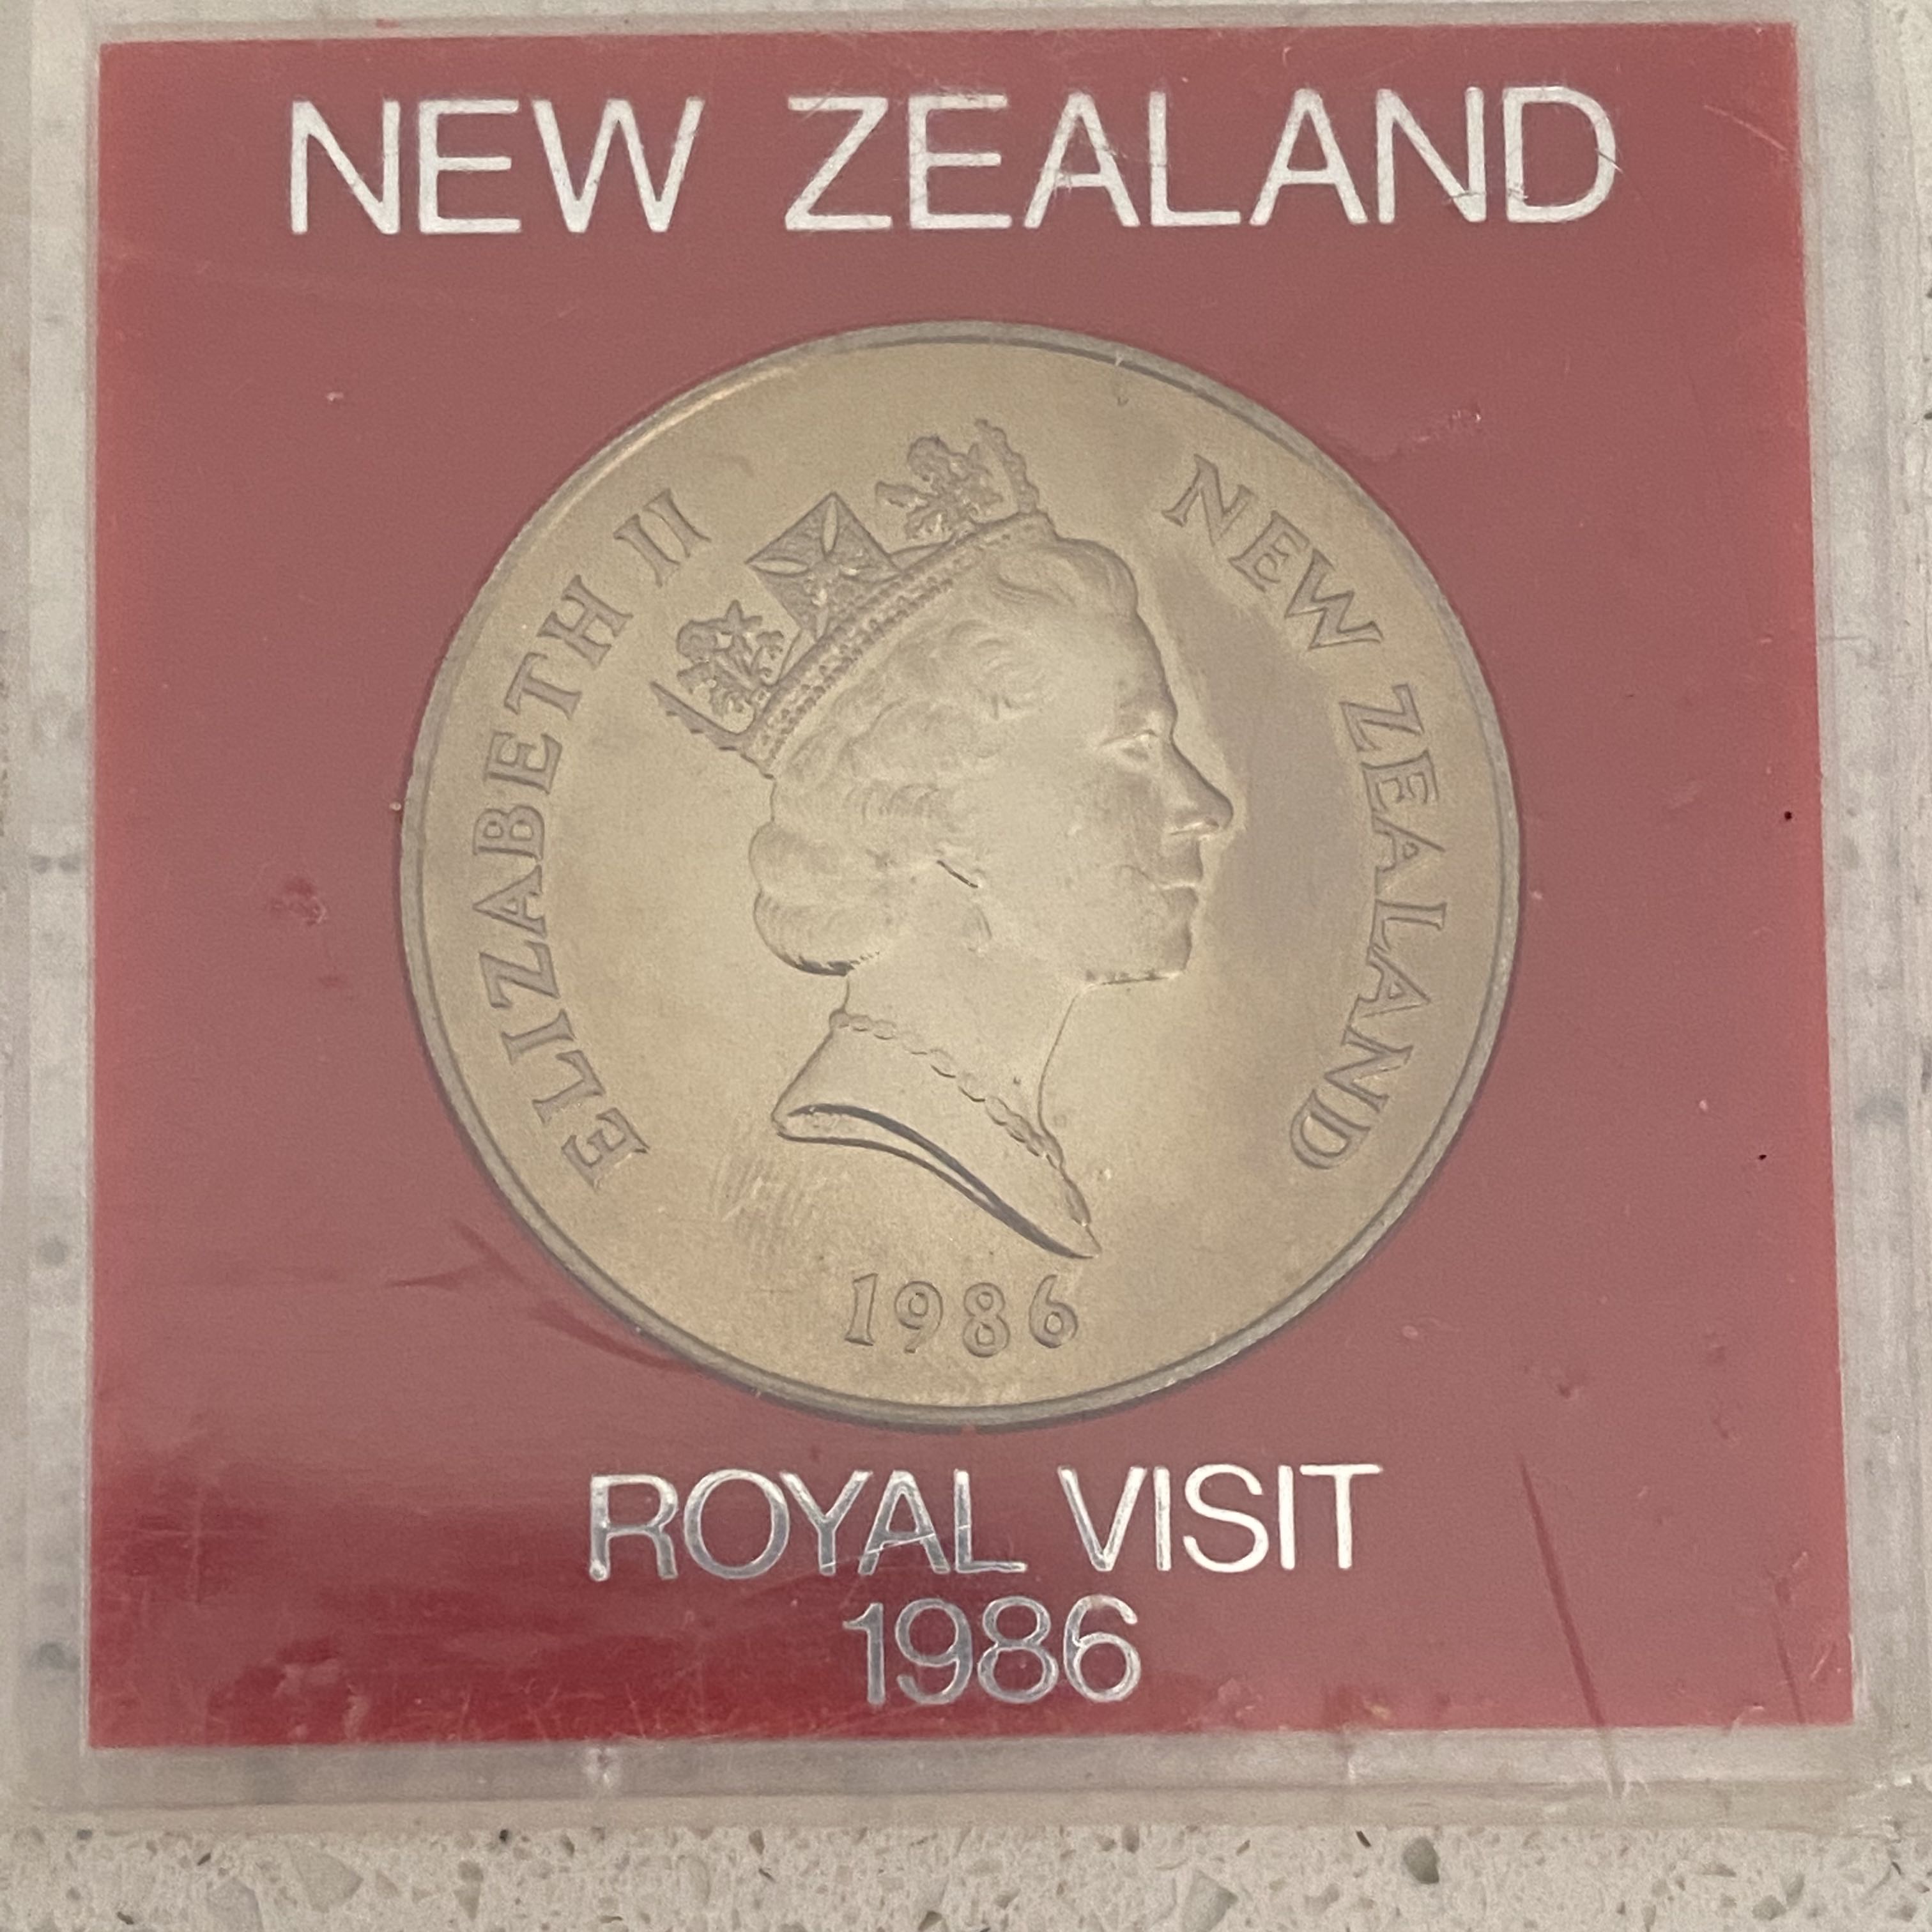 NEW ZEALAND
ELIZABETH II
NEW ZEALAND
1986
ROYAL VISIT
1986